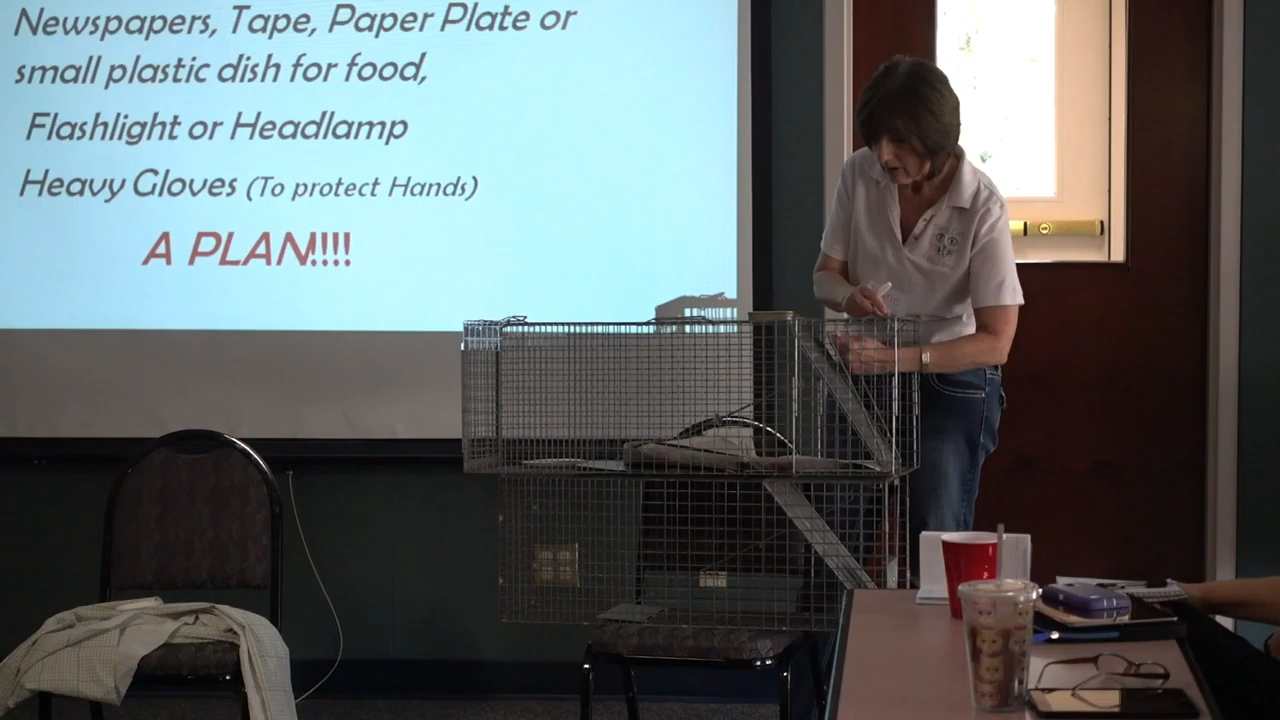 Newspapers, Tape, Paper Plate or
small plastic dish for food,
Flashlight or Headlamp
Heavy Gloves (To protect Hands)
A PLAN!!!!